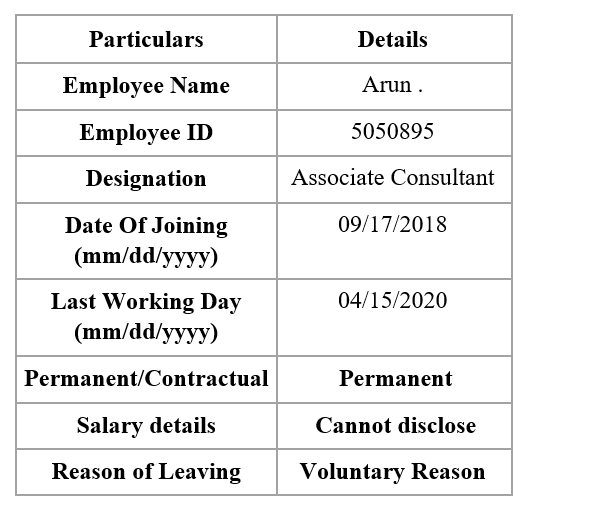 Particulars Details
Employee Name Arun .
Employee ID 5050895
Designation Associate Consultant
Date Of Joining 09/17/2018
(mm/dd/yyyy)
Last Working Day 04/15/2020
(mm/dd/yyyy)
Permanent/Contractual Permanent
Salary details Cannot disclose
Reason of Leaving Voluntary Reason